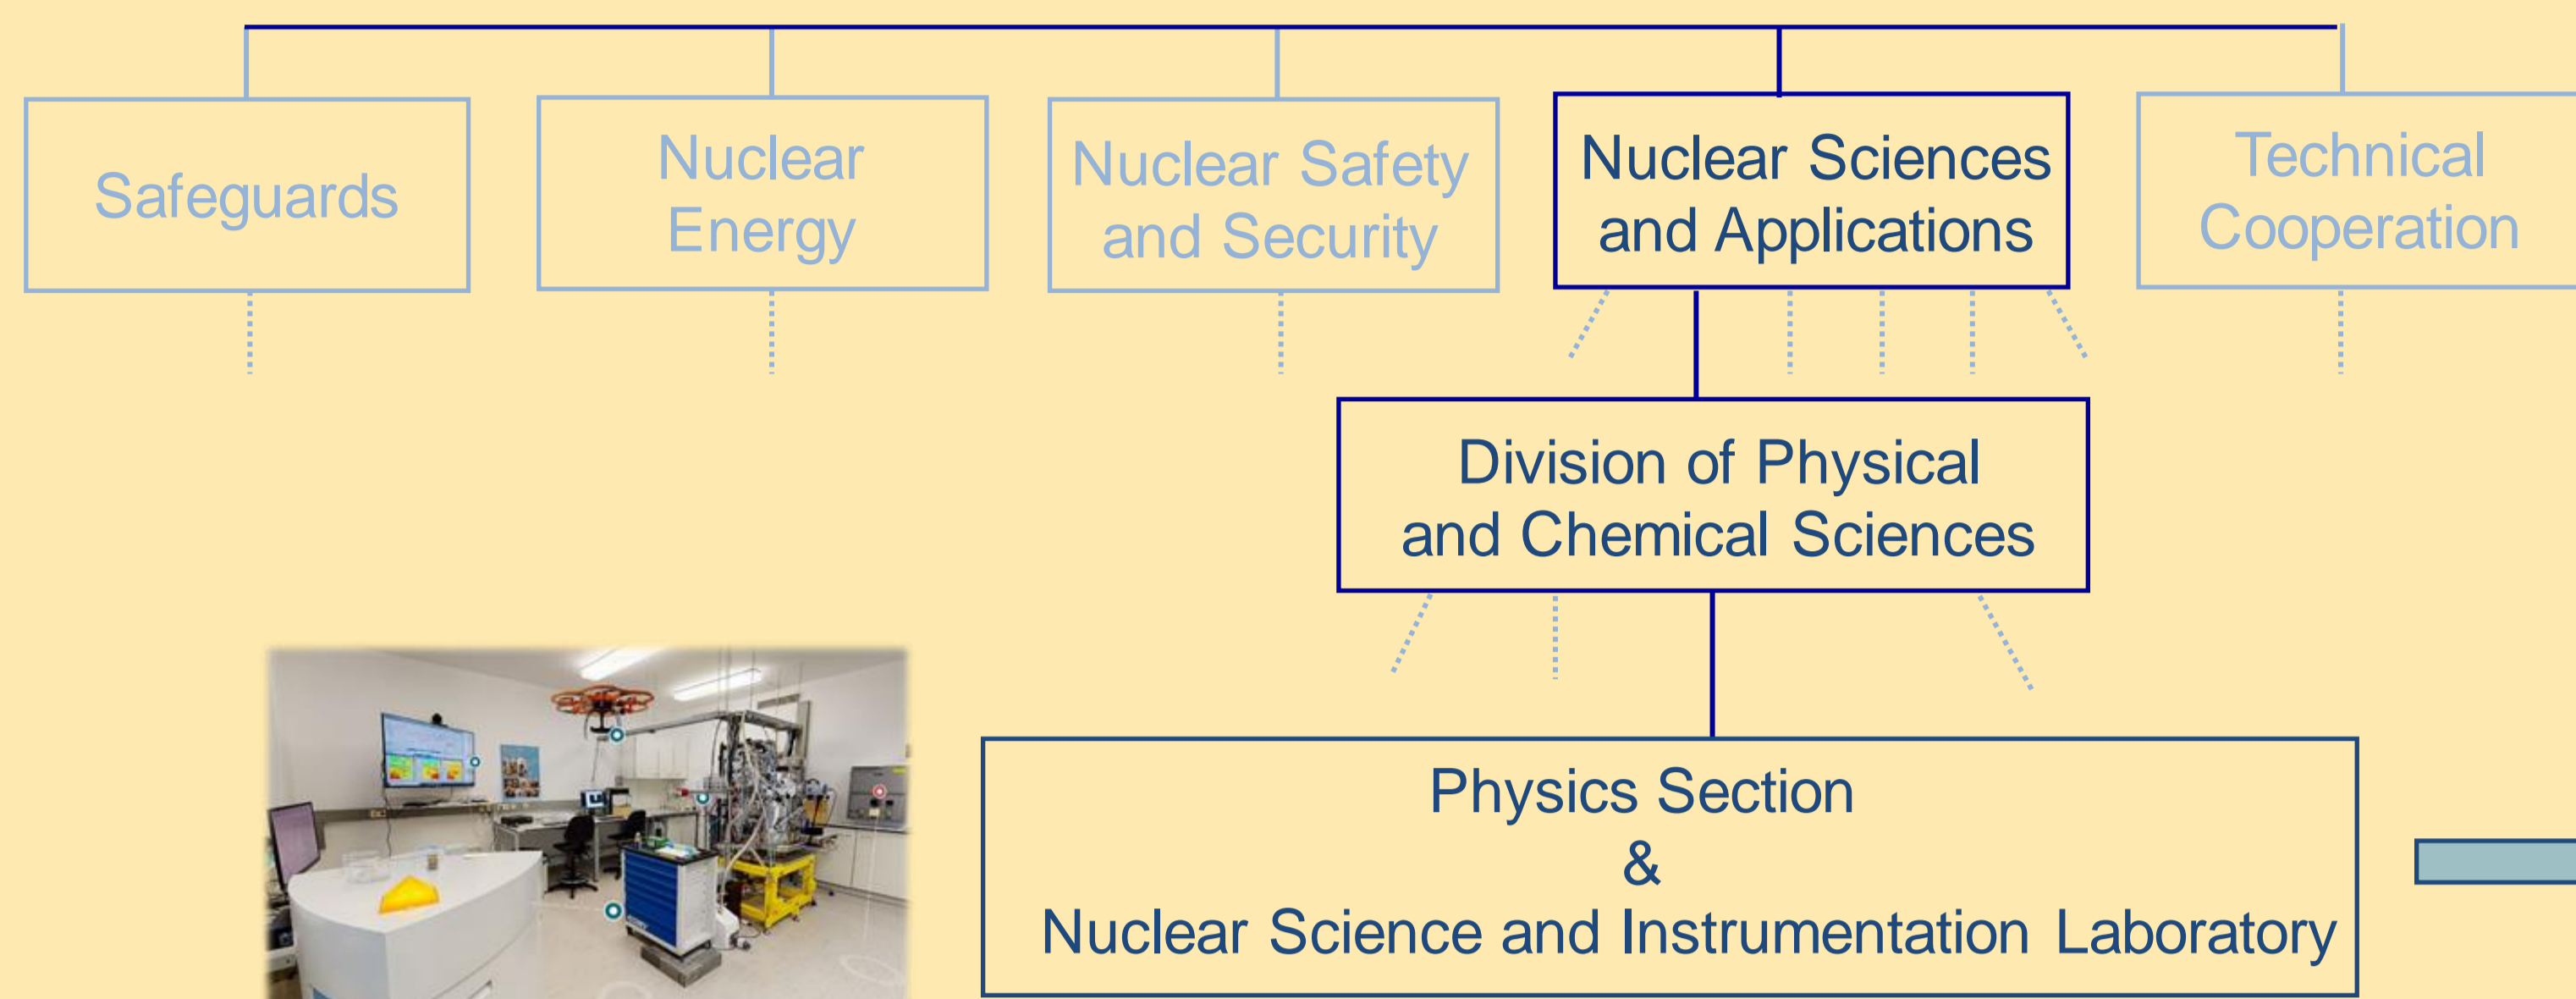 Safeguards
Nuclear
Energy
Nuclear Safety
and Security
Nuclear Sciences
and Applications
Technical
Cooperation
Division of Physical
and Chemical Sciences
Physics Section
&
Nuclear Science and Instrumentation Laboratory